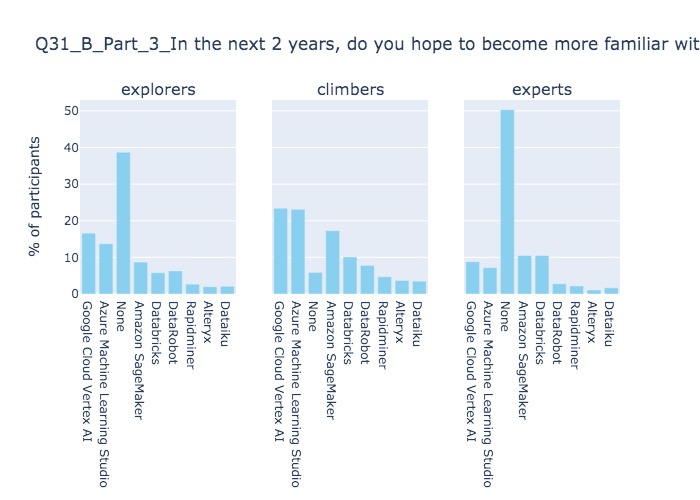 Q31_B_Part_3_In the next 2 years, do you hope to become more familiar wit
explorers
climbers
experts
% of participants
50
40
30
20
10
0
Google Cloud Vertex AI
Azure Machine Learning Studio
None
Amazon SageMaker
Databricks
DataRobot
Rapidminer
Alteryx
Dataiku
Google Cloud Vertex AI
Azure Machine Learning Studio
None
Amazon SageMaker
Databricks
DataRobot
Rapidminer
Alteryx
Dataiku
Google Cloud Vertex AI
Azure Machine Learning Studio
None
Amazon SageMaker
Databricks
DataRobot
Rapidminer
Alteryx
Dataiku